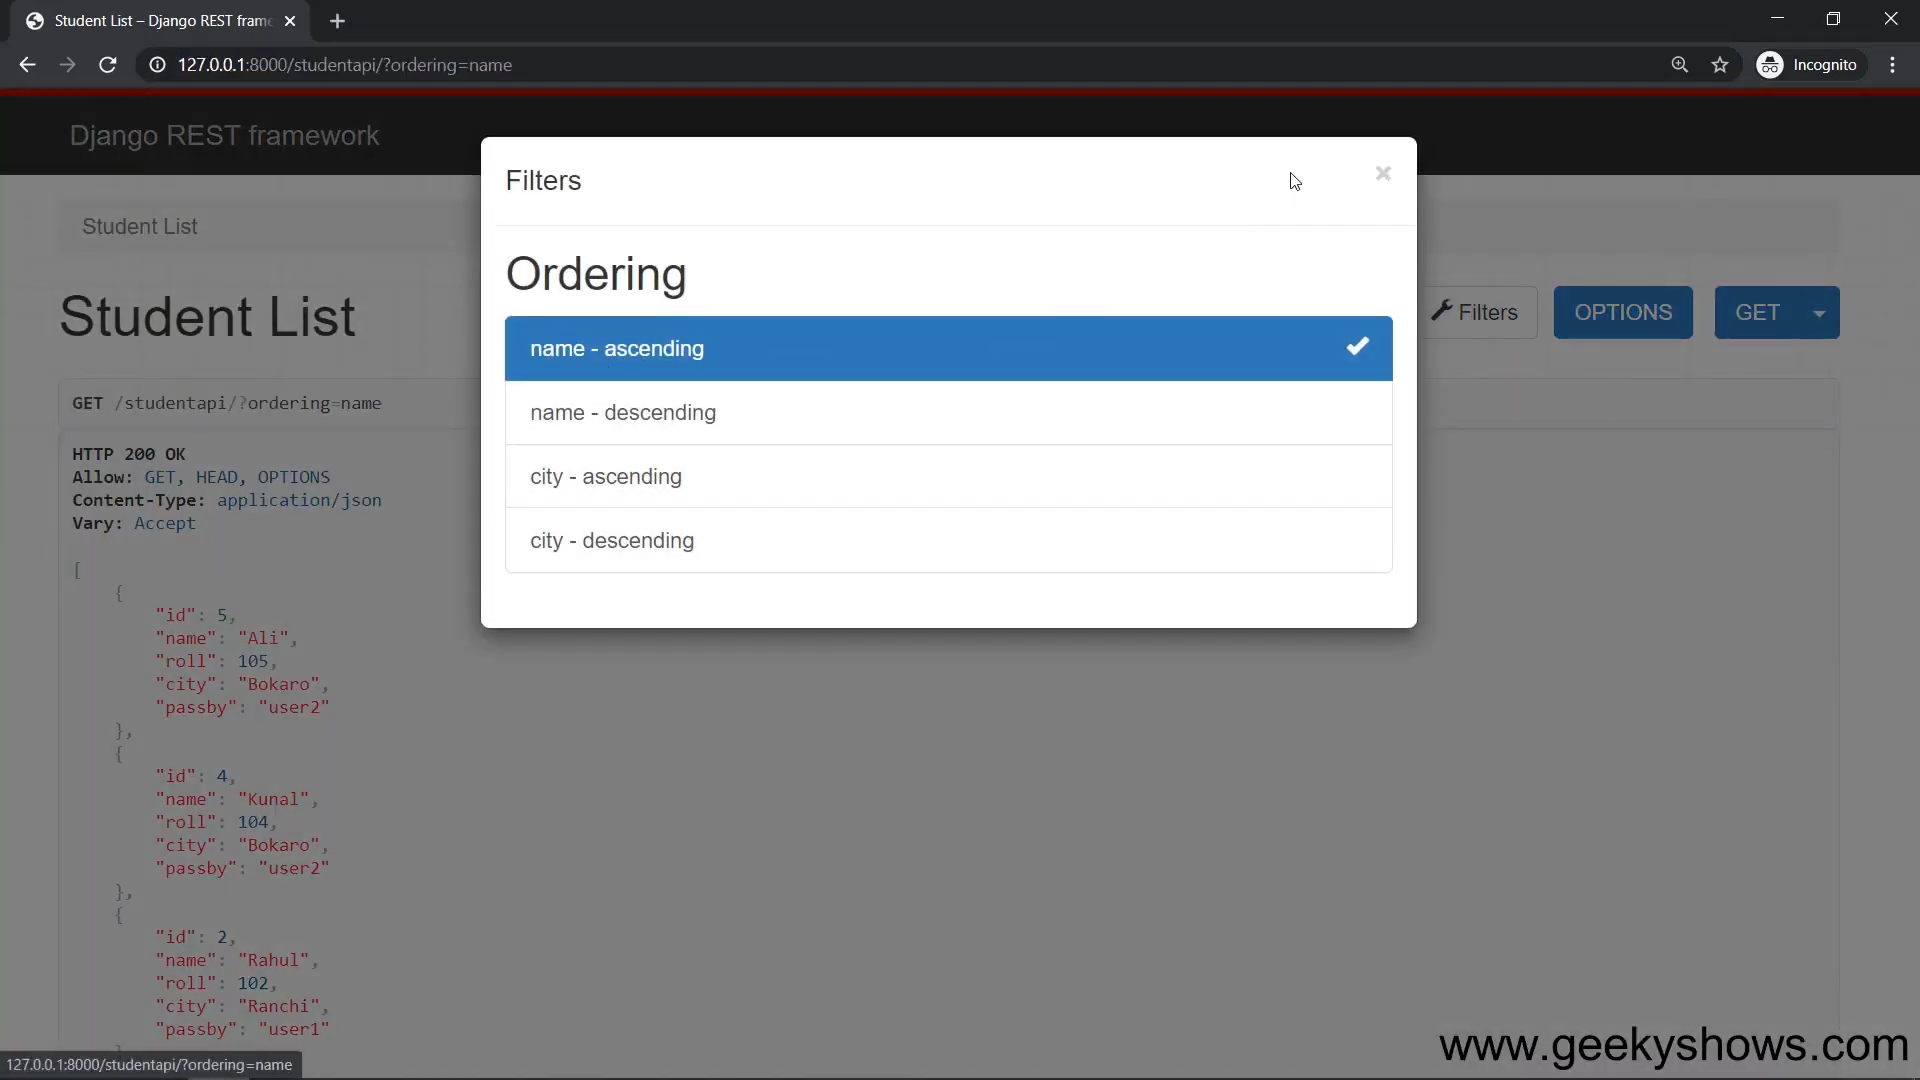 Student List – Django REST frame
127.0.0.1:8000/studentapi/?ordering=name
Incognito
Django REST framework
Filters
Student List
Ordering
Student List
Filters
OPTIONS
GET
name - ascending
name - descending
city - ascending
city - descending
GET /studentapi/?ordering=name
HTTP 200 OK
Allow: GET, HEAD, OPTIONS
Content-Type: application/json
Vary: Accept
[
{
"id": 5,
"name": "Ali",
"roll": 105,
"city": "Bokaro",
"passby": "user2"
},
{
"id": 4,
"name": "Kunal",
"roll": 104,
"city": "Bokaro",
"passby": "user2"
},
{
"id": 2,
"name": "Rahul",
"roll": 102,
"city": "Ranchi",
"passby": "user1"
www.geekyshows.com
127.0.0.1:8000/studentapi/?ordering=name